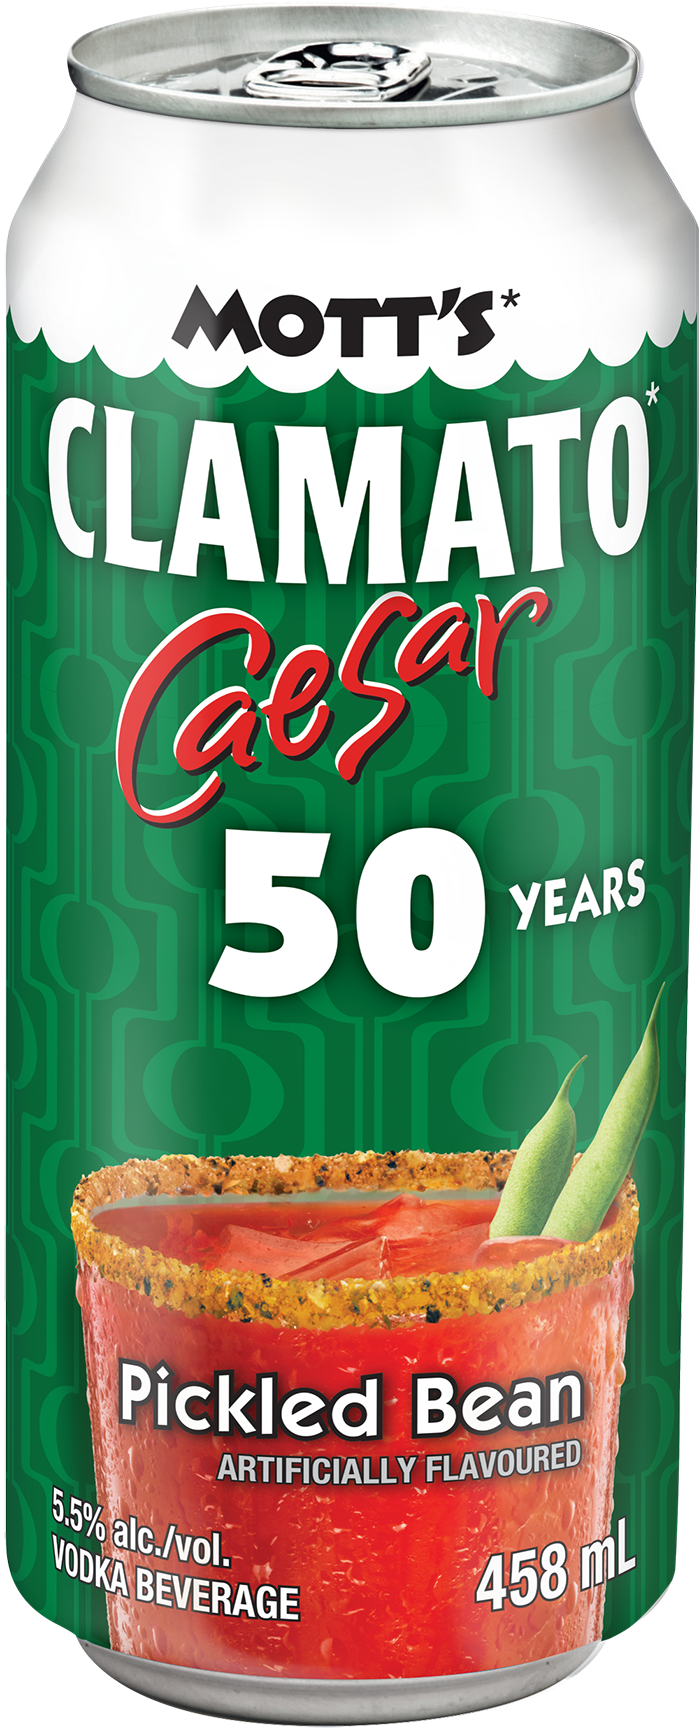 MOTT'S*
CLAMATO*
Caesar
50 YEARS
Pickled Bean
ARTIFICIALLY FLAVOURED
5.5% alc./vol.
VODKA BEVERAGE
458 mL